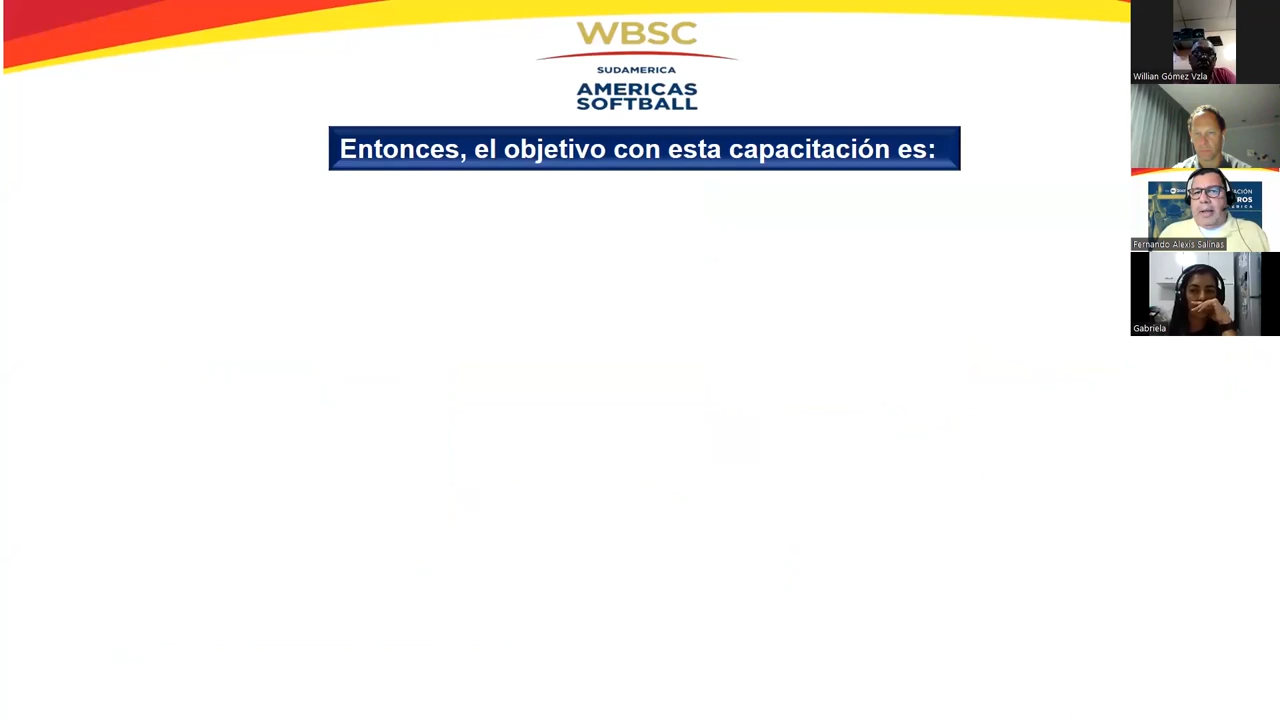 WBSC
SUDAMERICA
AMERICAS
SOFTBALL
Entonces, el objetivo con esta capacitación es:
Willian Gómez Vzla
Fernando Alexis Salinas
Gabriela